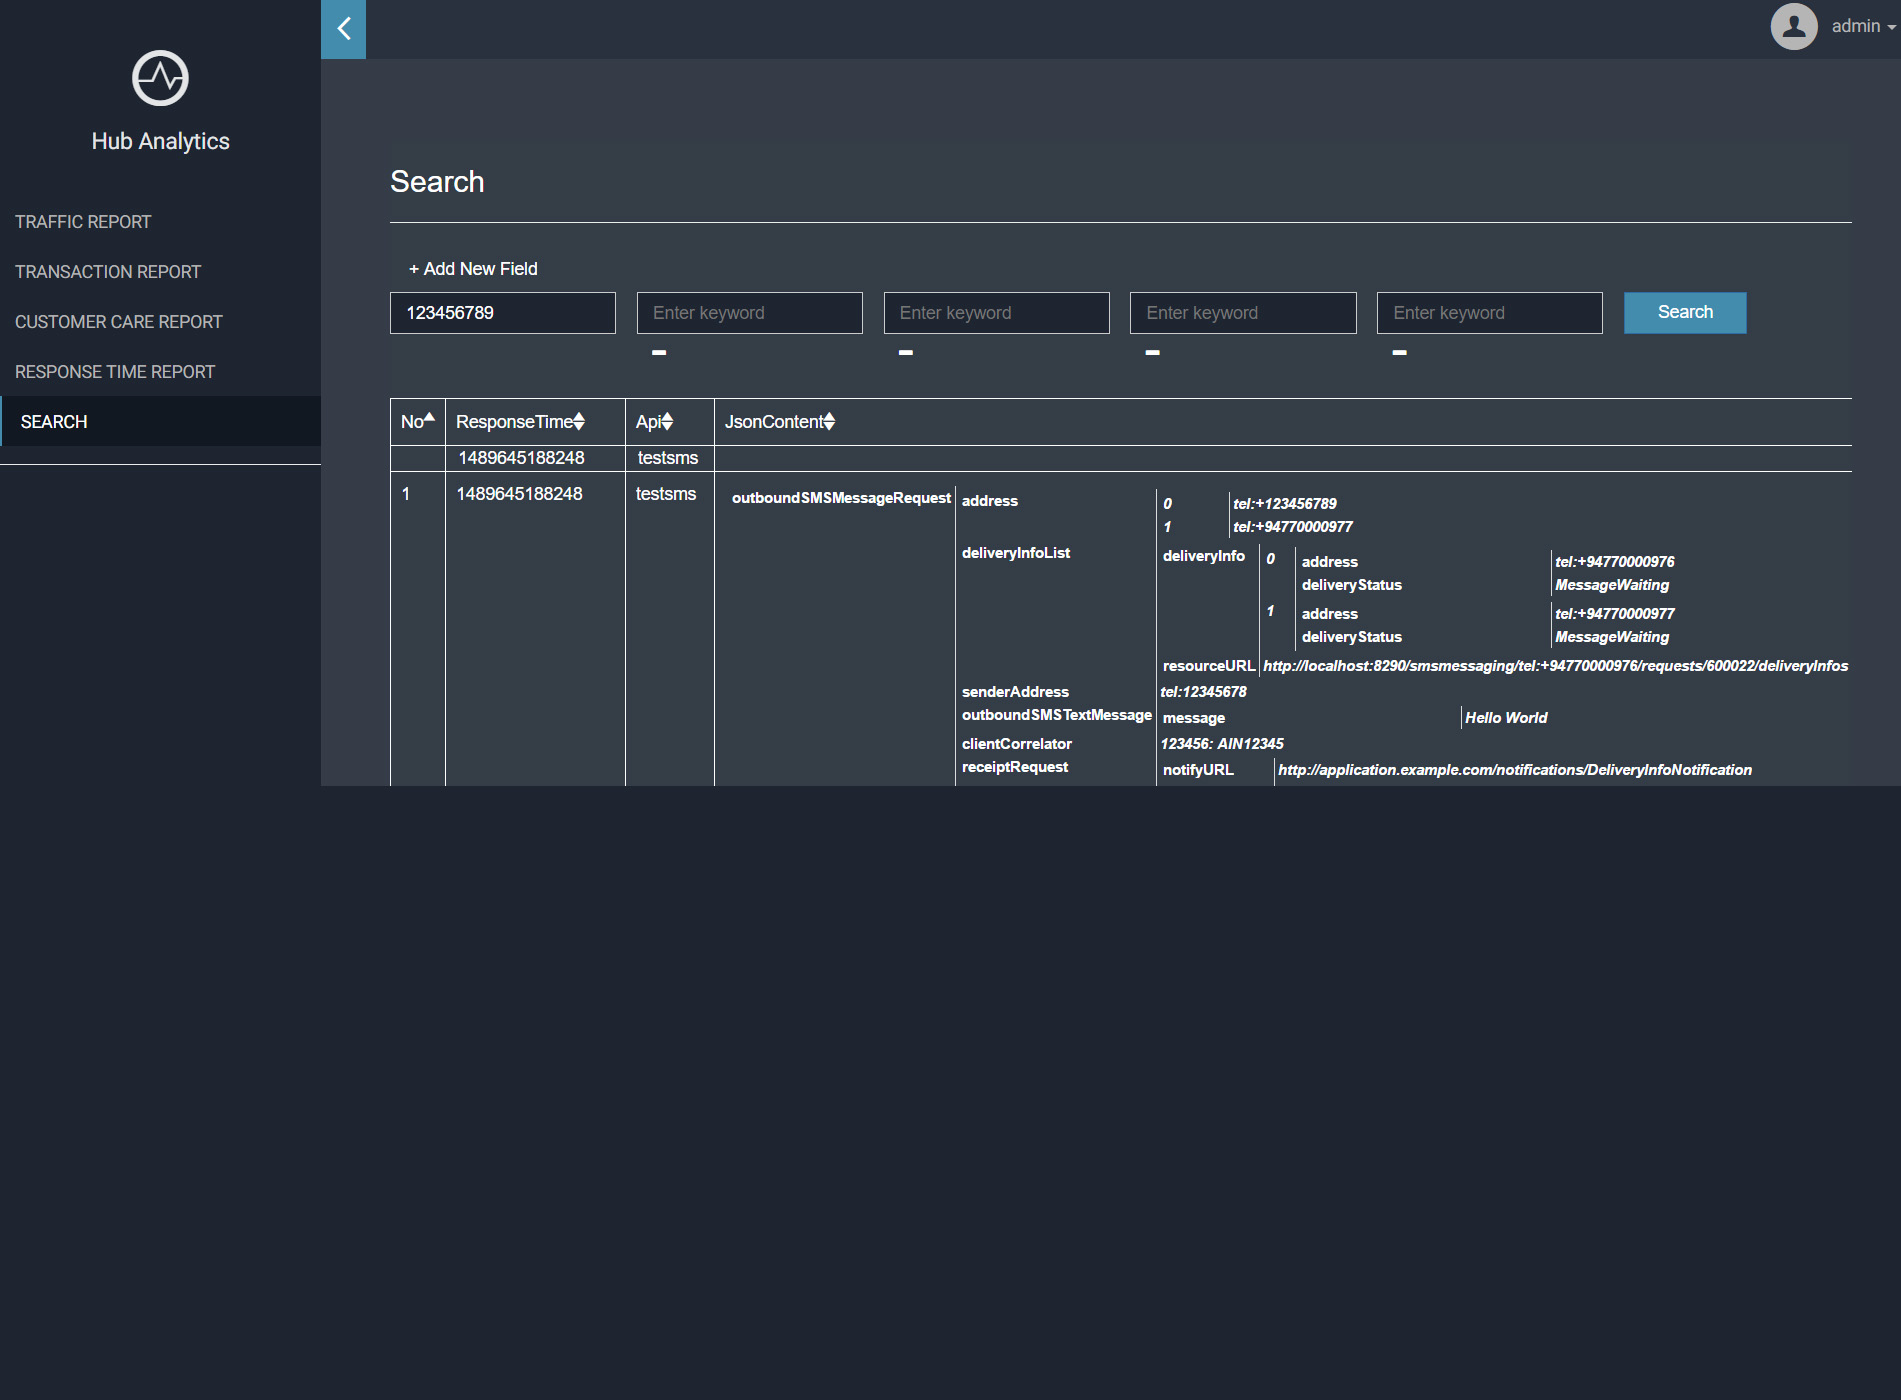 admin
Hub Analytics
TRAFFIC REPORT
TRANSACTION REPORT
CUSTOMER CARE REPORT
RESPONSE TIME REPORT
SEARCH
Search
+ Add New Field
123456789 Enter keyword Enter keyword Enter keyword Enter keyword Search
No ResponseTime Api JsonContent
1489645188248 testsms
1 1489645188248 testsms outboundSMSMessageRequest address 0 tel:+123456789
1 tel:+94770000977
deliveryInfoList deliveryInfo 0 address tel:+94770000976
deliveryStatus MessageWaiting
1 address tel:+94770000977
deliveryStatus MessageWaiting
resourceURL http://localhost:8290/smsmessaging/tel:+94770000976/requests/600022/deliveryInfos
senderAddress tel:12345678
outboundSMSTextMessage message Hello World
clientCorrelator 123456: AIN12345
receiptRequest notifyURL http://application.example.com/notifications/DeliveryInfoNotification